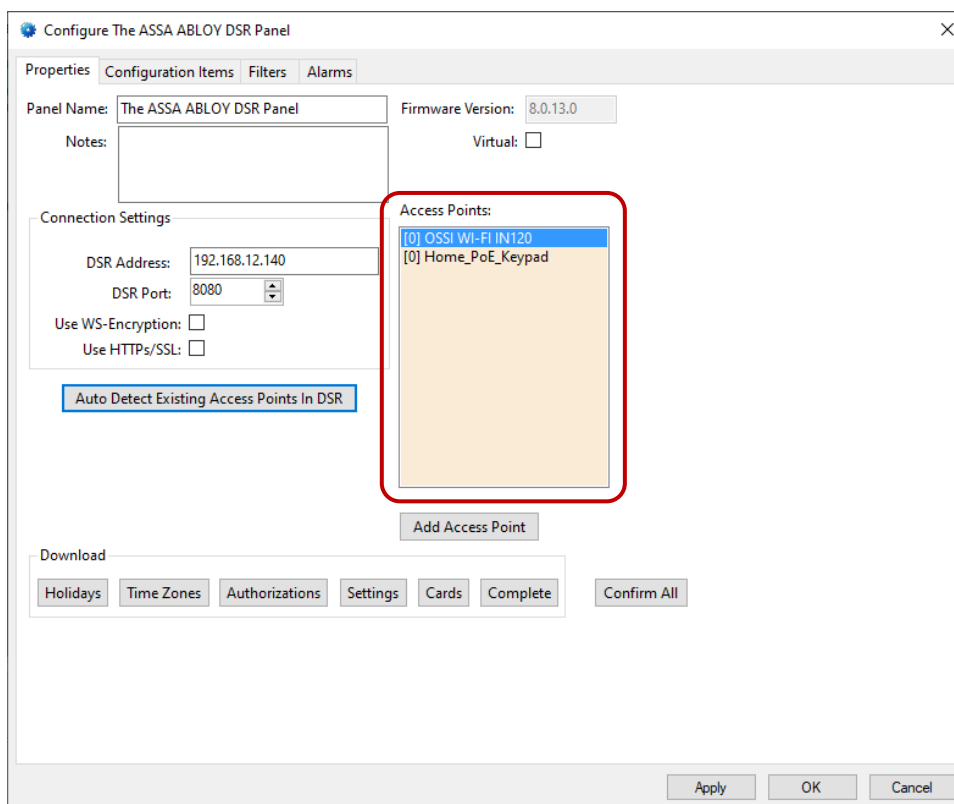 Configure The ASSA ABLOY DSR Panel
Properties Configuration Items Filters Alarms
Panel Name: The ASSA ABLOY DSR Panel Firmware Version: 8.0.13.0
Notes: Virtual:
Connection Settings
Access Points:
DSR Address: 192.168.12.140
DSR Port: 8080
Use WS-Encryption:
Use HTTPs/SSL:
[0] OSSI WI-FI IN120
[0] Home_PoE_Keypad
Auto Detect Existing Access Points In DSR
Add Access Point
Download
Holidays Time Zones Authorizations Settings Cards Complete Confirm All
Apply OK Cancel